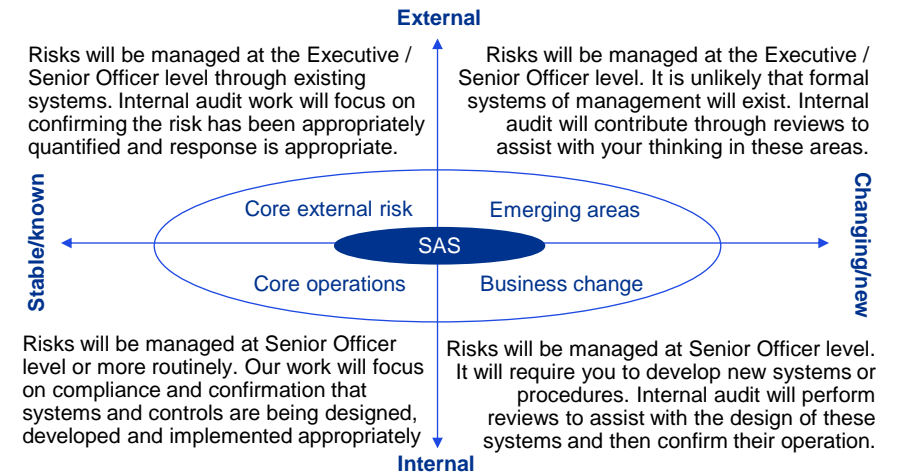 External
Risks will be managed at the Executive /
Senior Officer level through existing
systems. Internal audit work will focus on
confirming the risk has been appropriately
quantified and response is appropriate.
Risks will be managed at the Executive /
Senior Officer level. It is unlikely that formal
systems of management will exist. Internal
audit will contribute through reviews to
assist with your thinking in these areas.
Stable/known
Core external risk
Emerging areas
SAS
Core operations
Business change
Changing/new
Risks will be managed at Senior Officer
level or more routinely. Our work will focus
on compliance and confirmation that
systems and controls are being designed,
developed and implemented appropriately
Risks will be managed at Senior Officer level.
It will require you to develop new systems or
procedures. Internal audit will perform
reviews to assist with the design of these
systems and then confirm their operation.
Internal